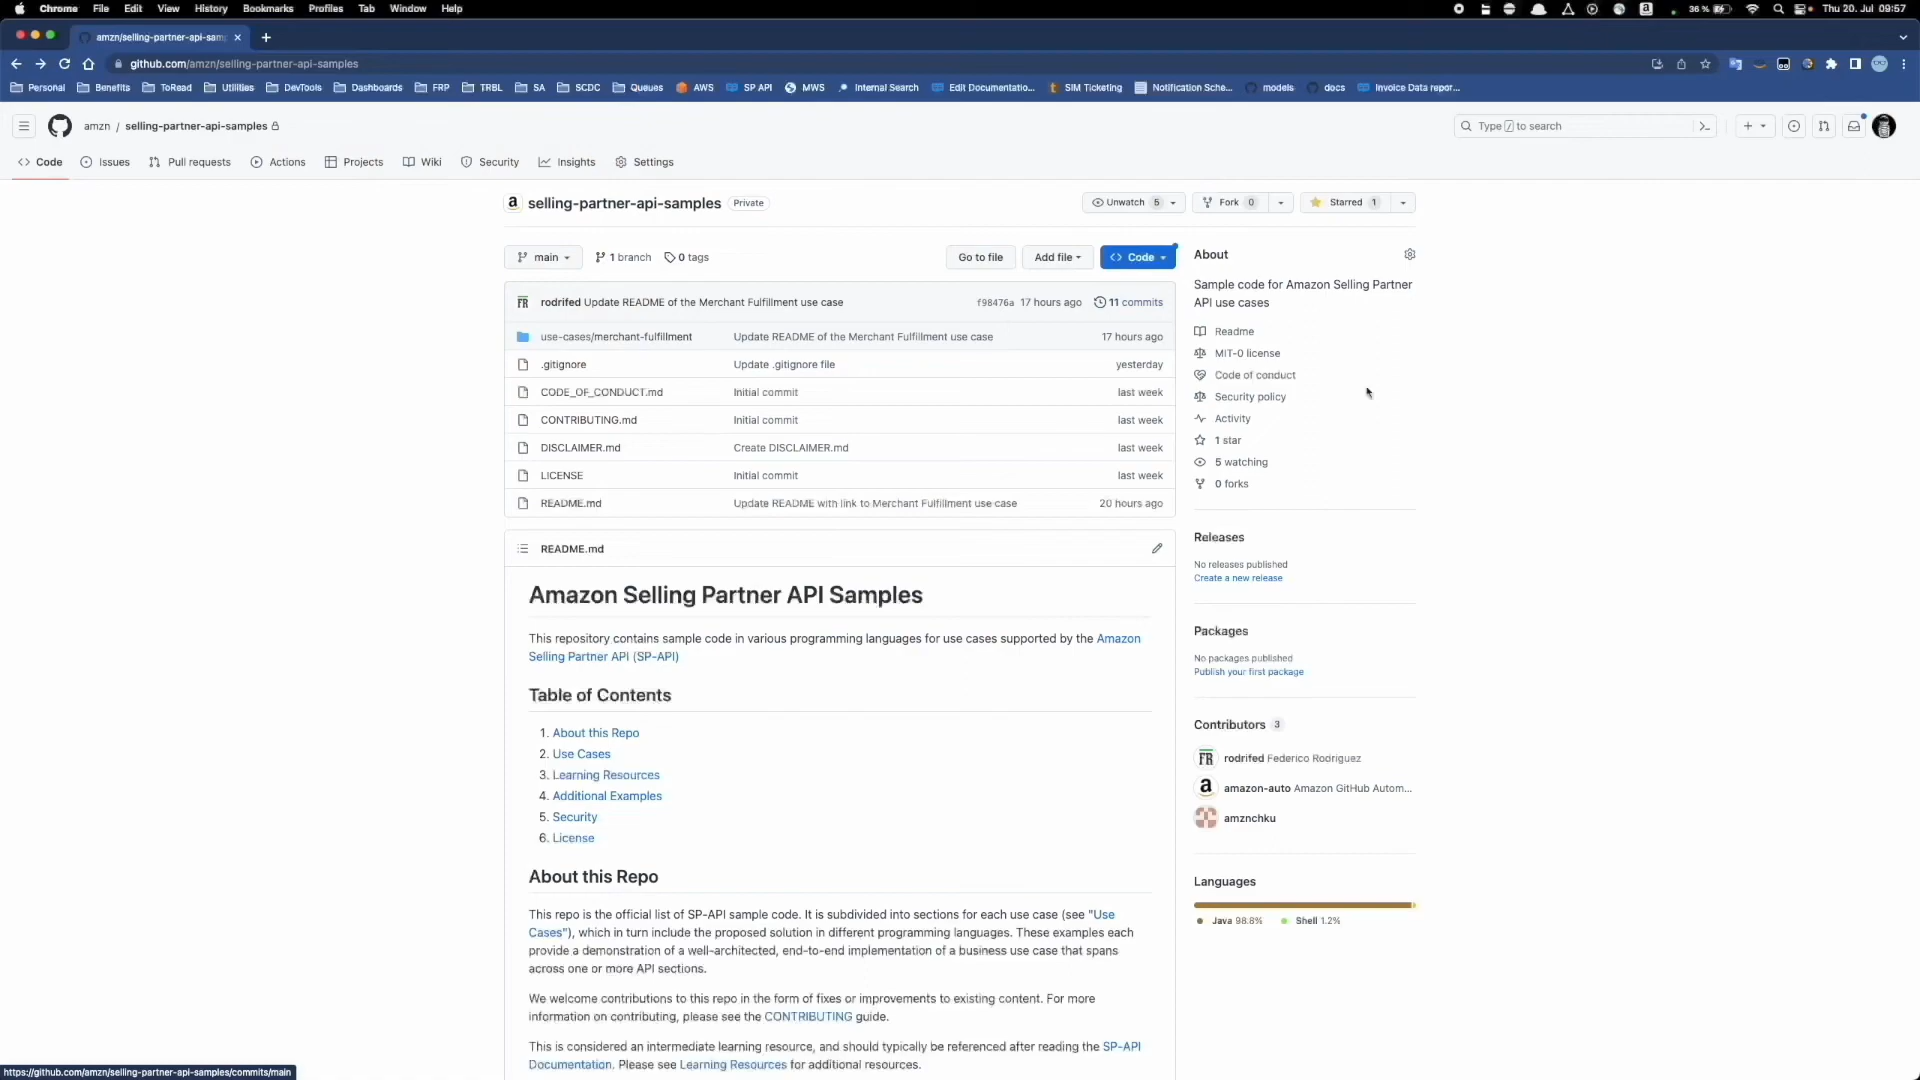 Chrome File Edit View History Bookmarks Profiles Tab Window Help
36 % Thu 20. Jul 09:57
amzn/selling-partner-api-sam
github.com/amzn/selling-partner-api-samples
Personal Benefits ToRead Utilities DevTools Dashboards FRP TRBL SA SCDC Queues AWS SP API MWS Internal Search Edit Documentatio... SIM Ticketing Notification Sche... models docs Invoice Data repor...
amzn / selling-partner-api-samples
Type / to search
Code Issues Pull requests Actions Projects Wiki Security Insights Settings
selling-partner-api-samples Private
Unwatch 5 Fork 0 Starred 1
main 1 branch 0 tags Go to file Add file Code
rodrifed Update README of the Merchant Fulfillment use case f98476a 17 hours ago 11 commits
use-cases/merchant-fulfillment Update README of the Merchant Fulfillment use case 17 hours ago
.gitignore Update .gitignore file yesterday
CODE_OF_CONDUCT.md Initial commit last week
CONTRIBUTING.md Initial commit last week
DISCLAIMER.md Create DISCLAIMER.md last week
LICENSE Initial commit last week
README.md Update README with link to Merchant Fulfillment use case 20 hours ago
README.md
Amazon Selling Partner API Samples
This repository contains sample code in various programming languages for use cases supported by the Amazon
Selling Partner API (SP-API)
Table of Contents
1. About this Repo
2. Use Cases
3. Learning Resources
4. Additional Examples
5. Security
6. License
About this Repo
This repo is the official list of SP-API sample code. It is subdivided into sections for each use case (see "Use
Cases"), which in turn include the proposed solution in different programming languages. These examples each
provide a demonstration of a well-architected, end-to-end implementation of a business use case that spans
across one or more API sections.
We welcome contributions to this repo in the form of fixes or improvements to existing content. For more
information on contributing, please see the CONTRIBUTING guide.
This is considered an intermediate learning resource, and should typically be referenced after reading the SP-API
Documentation. Please see Learning Resources for additional resources.
About
Sample code for Amazon Selling Partner
API use cases
Readme
MIT-0 license
Code of conduct
Security policy
Activity
1 star
5 watching
0 forks
Releases
No releases published
Create a new release
Packages
No packages published
Publish your first package
Contributors 3
FR rodrifed Federico Rodriguez
amazon-auto Amazon GitHub Autom...
amznchku
Languages
Java 98.8% Shell 1.2%
https://github.com/amzn/selling-partner-api-samples/commits/main